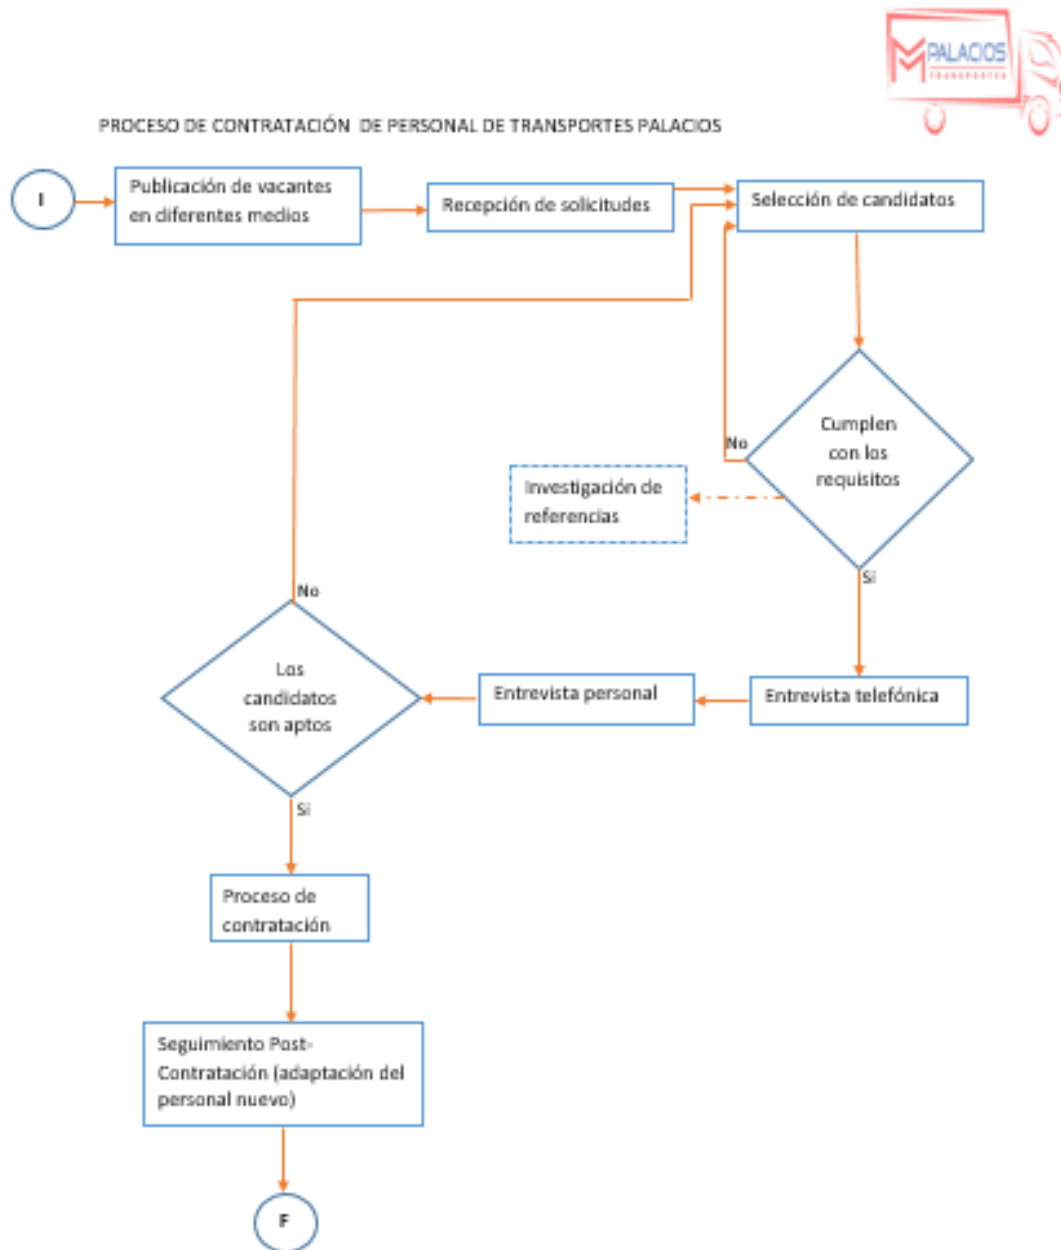 PALACIOS
TRANSPORTES
PROCESO DE CONTRATACIÓN DE PERSONAL DE TRANSPORTES PALACIOS
I
Publicación de vacantes
en diferentes medios
Recepción de solicitudes
Selección de candidatos
Cumplen
con los
requisitos
No
Investigación de
referencias
Si
No
Los
candidatos
son aptos
Entrevista personal
Entrevista telefónica
Si
Proceso de
contratación
Seguimiento Post-
Contratación (adaptación del
personal nuevo)
F